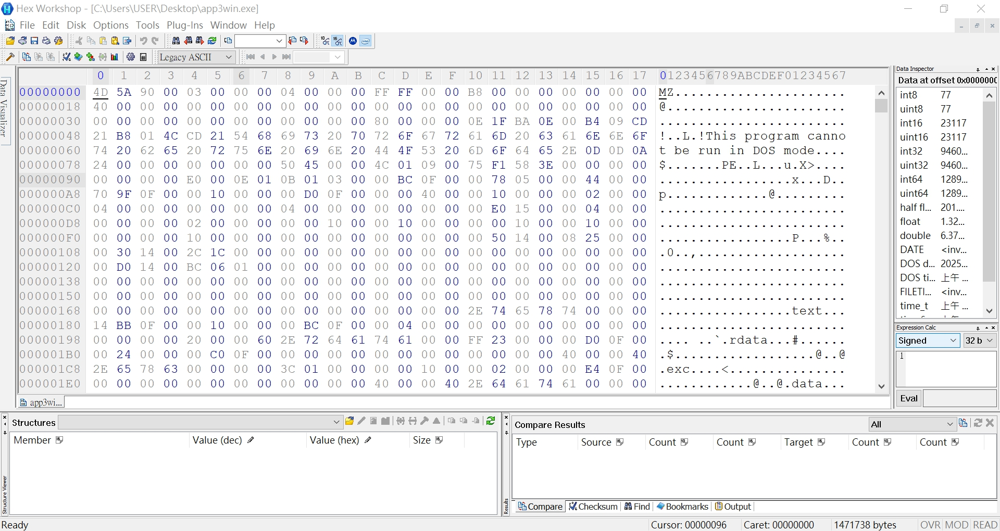 Hex Workshop - [C:\Users\USER\Desktop\app3win.exe]
File Edit Disk Options Tools Plug-Ins Window Help
Legacy ASCII
0 1 2 3 4 5 6 7 8 9 A B C D E F 10 11 12 13 14 15 16 17 0123456789ABCDEF01234567
00000000 4D 5A 90 00 03 00 00 00 04 00 00 00 FF FF 00 00 B8 00 00 00 00 00 00 00 MZ......................
00000018 40 00 00 00 00 00 00 00 00 00 00 00 00 00 00 00 00 00 00 00 00 00 00 00 @.......................
00000030 00 00 00 00 00 00 00 00 00 00 00 00 80 00 00 00 0E 1F BA 0E 00 B4 09 CD ........................
00000048 21 B8 01 4C CD 21 54 68 69 73 20 70 72 6F 67 72 61 6D 20 63 61 6E 6E 6F !..L.!This program canno
00000060 74 20 62 65 20 72 75 6E 20 69 6E 20 44 4F 53 20 6D 6F 64 65 2E 0D 0D 0A t be run in DOS mode....
00000078 24 00 00 00 00 00 00 00 50 45 00 00 4C 01 09 00 75 F1 58 3E 00 00 00 00 $.......PE..L...u.X>....
00000090 00 00 00 00 E0 00 0E 01 0B 01 03 00 00 BC 0F 00 00 78 05 00 00 44 00 00 .................x...D..
000000A8 70 9F 0F 00 00 10 00 00 00 D0 0F 00 00 00 40 00 00 10 00 00 00 02 00 00 p.............@.........
000000C0 04 00 00 00 00 00 00 00 04 00 00 00 00 00 00 00 00 E0 15 00 00 04 00 00 ........................
000000D8 00 00 00 00 02 00 00 00 00 00 10 00 00 10 00 00 00 00 10 00 00 10 00 00 ........................
000000F0 00 00 00 00 10 00 00 00 00 00 00 00 00 00 00 00 00 50 14 00 08 25 00 00 .................P...%..
00000108 00 30 14 00 2C 1C 00 00 00 00 00 00 00 00 00 00 00 00 00 00 00 00 00 00 .0..,...................
00000120 00 D0 14 00 BC 06 01 00 00 00 00 00 00 00 00 00 00 00 00 00 00 00 00 00 ........................
00000138 00 00 00 00 00 00 00 00 00 00 00 00 00 00 00 00 00 00 00 00 00 00 00 00 ........................
00000150 00 00 00 00 00 00 00 00 00 00 00 00 00 00 00 00 00 00 00 00 00 00 00 00 ........................
00000168 00 00 00 00 00 00 00 00 00 00 00 00 00 00 00 00 2E 74 65 78 74 00 00 00 .................text...
00000180 14 BB 0F 00 00 10 00 00 00 BC 0F 00 00 04 00 00 00 00 00 00 00 00 00 00 ........................
00000198 00 00 00 00 20 00 00 60 2E 72 64 61 74 61 00 00 FF 23 00 00 00 D0 0F 00 .... ..`.rdata...#......
000001B0 00 24 00 00 00 C0 0F 00 00 00 00 00 00 00 00 00 00 00 00 00 40 00 00 40 .$..................@..@
000001C8 2E 65 78 63 00 00 00 00 3C 01 00 00 00 00 10 00 00 02 00 00 00 E4 0F 00 .exc....<...............
000001E0 00 00 00 00 00 00 00 00 00 00 00 00 40 00 00 40 2E 64 61 74 61 00 00 00 ............@..@.data...
app3wi...
Data Visualizer
Data Inspector
Data at offset 0x0000000
int8 77
uint8 77
int16 23117
uint16 23117
int32 9460...
uint32 9460...
int64 1289...
uint64 1289...
half fl... 201....
float 1.32...
double 6.37...
DATE <inv...
DOS d... 2025...
DOS ti... 上午 ...
FILETI... <inv...
time_t 上午 ...
Expression Calc
Signed 32 b
1
Eval
Structures
Member Value (dec) Value (hex) Size
Structure Viewer
Compare Results All
Type Source Count Count Target Count Count
Results
Compare Checksum Find Bookmarks Output
Ready Cursor: 00000096 Caret: 00000000 1471738 bytes OVR MOD READ